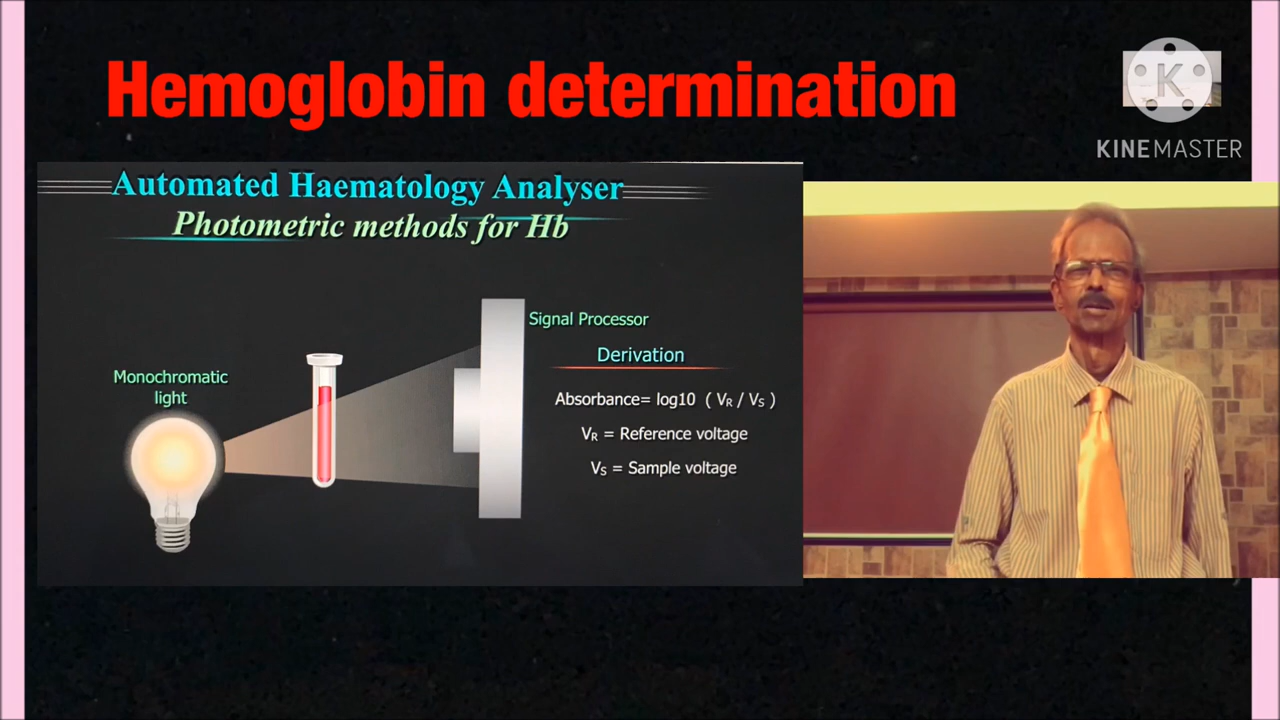 Hemoglobin determination
K
KINEMASTER
Automated Haematology Analyser
Photometric methods for Hb
Signal Processor
Derivation
Monochromatic
light
Absorbance= log10 ( VR / VS )
VR = Reference voltage
VS = Sample voltage